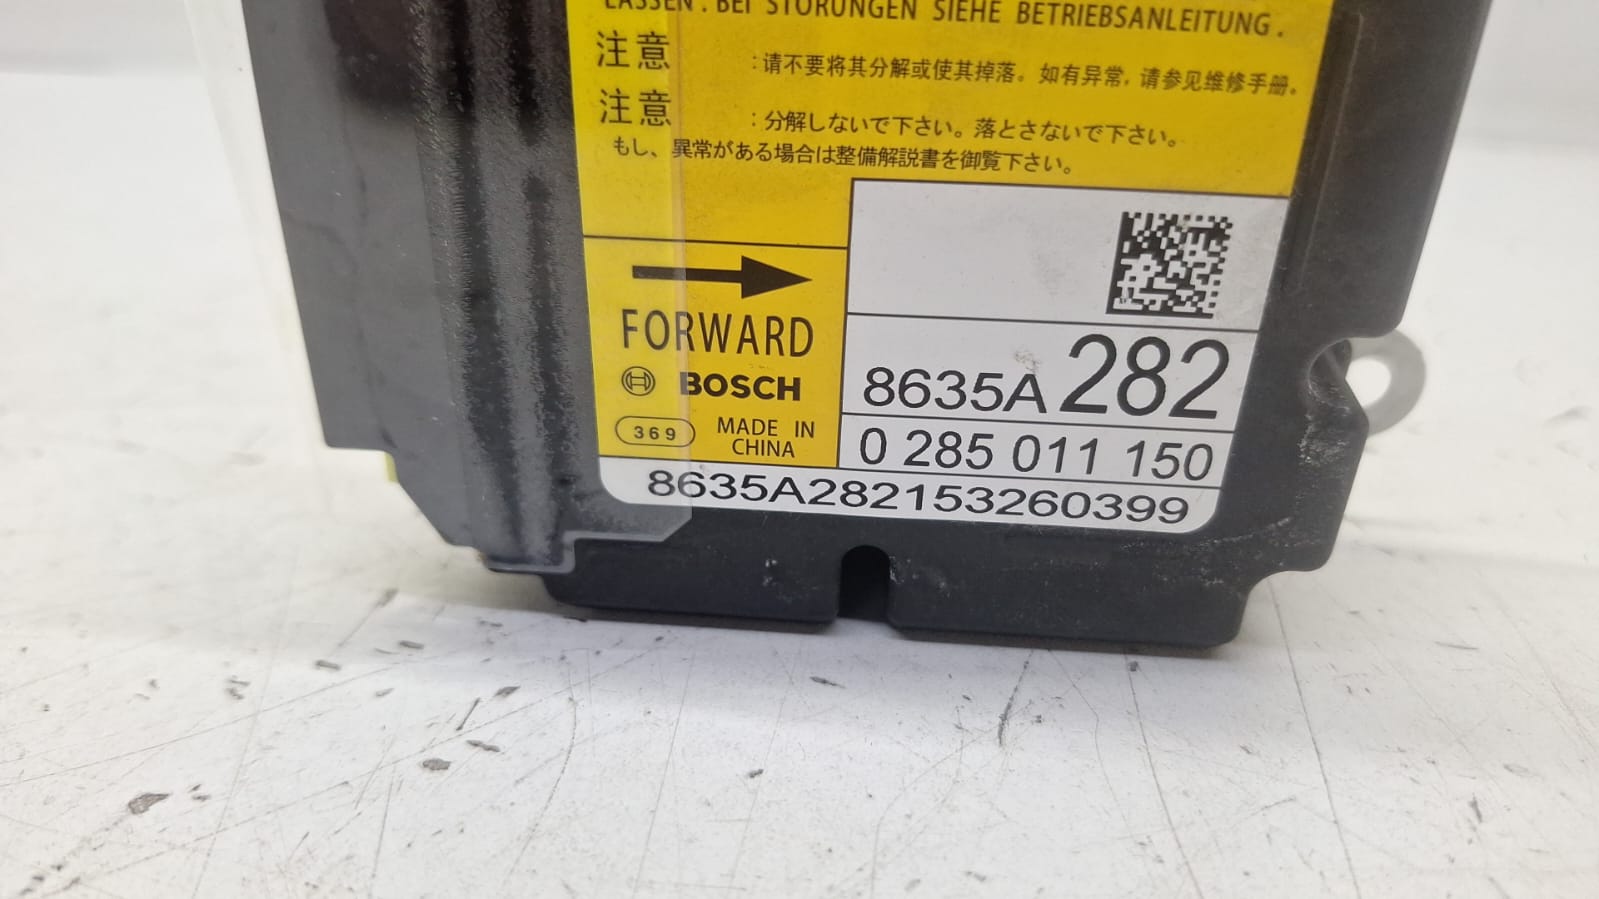 LASSEN. BEI STÖRUNGEN SIEHE BETRIEBSANLEITUNG.
注意 :请不要将其分解或使其掉落。如有异常，请参见维修手册。
注意 :分解しないで下さい。落とさないで下さい。
もし、異常がある場合は整備解説書を御覧下さい。
FORWARD
BOSCH
369 MADE IN
CHINA
8635A282
0 285 011 150
8635A282153260399